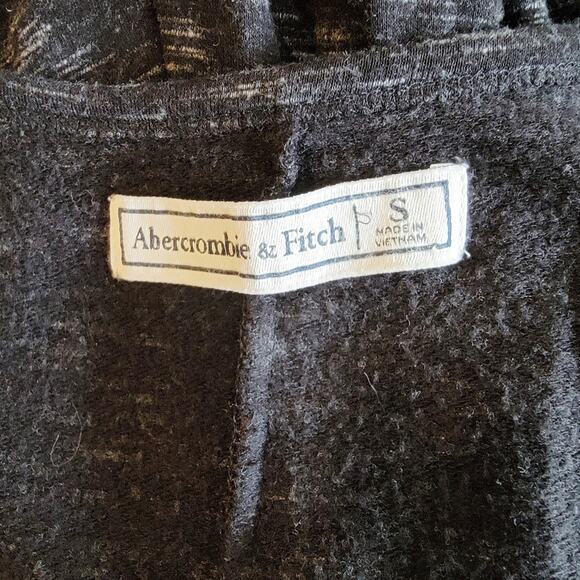 Abercrombie & Fitch
S
MADE IN
VIETNAM